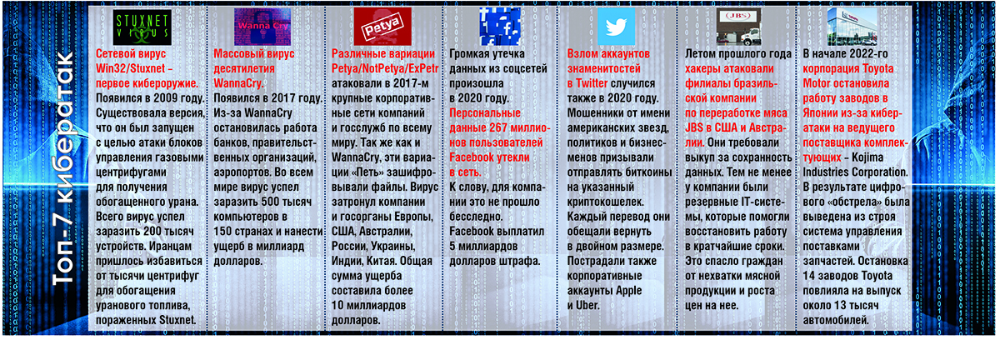 Топ-7 кибератак
STUXNET
VIRUS
Сетевой вирус
Win32/Stuxnet –
первое кибероружие.
Появился в 2009 году.
Существовала версия,
что он был запущен
с целью атаки блоков
управления газовыми
центрифугами
для получения
обогащенного урана.
Всего вирус успел
заразить 200 тысяч
устройств. Иранцам
пришлось избавиться
от тысячи центрифуг
для обогащения
уранового топлива,
пораженных Stuxnet.
Wanna Cry
Массовый вирус
десятилетия
WannaCry.
Появился в 2017 году.
Из-за WannaCry
остановилась работа
банков, правительст-
венных организаций,
аэропортов. Во всем
мире вирус успел
заразить 500 тысяч
компьютеров в
150 странах и нанести
ущерб в миллиард
долларов.
Petya
Различные вариации
Petya/NotPetya/ExPetr
атаковали в 2017-м
крупные корпоратив-
ные сети компаний
и госслужб по всему
миру. Так же как и
WannaCry, эти вариа-
ции «Петь» зашифро-
вывали файлы. Вирус
затронул компании
и госорганы Европы,
США, Австралии,
России, Украины,
Индии, Китая. Общая
сумма ущерба
составила более
10 миллиардов
долларов.
Громкая утечка
данных из соцсетей
произошла
в 2020 году.
Персональные
данные 267 миллио-
нов пользователей
Facebook утекли
в сеть.
К слову, для компа-
нии это не прошло
бесследно.
Facebook выплатил
5 миллиардов
долларов штрафа.
Взлом аккаунтов
знаменитостей
в Twitter случился
также в 2020 году.
Мошенники от имени
американских звезд,
политиков и бизнес-
менов призывали
отправлять биткоины
на указанный
криптокошелек.
Каждый перевод они
обещали вернуть
в двойном размере.
Пострадали также
корпоративные
аккаунты Apple
и Uber.
JBS
Летом прошлого года
хакеры атаковали
филиалы бразиль-
ской компании
по переработке мяса
JBS в США и Австра-
лии. Они требовали
выкуп за сохранность
данных. Тем не менее
у компании были
резервные IT-систе-
мы, которые помогли
восстановить работу
в кратчайшие сроки.
Это спасло граждан
от нехватки мясной
продукции и роста
цен на нее.
TOYOTA
В начале 2022-го
корпорация Toyota
Motor остановила
работу заводов в
Японии из-за кибер-
атаки на ведущего
поставщика комплек-
тующих – Kojima
Industries Corporation.
В результате цифро-
вого «обстрела» была
выведена из строя
система управления
поставками
запчастей. Остановка
14 заводов Toyota
повлияла на выпуск
около 13 тысяч
автомобилей.